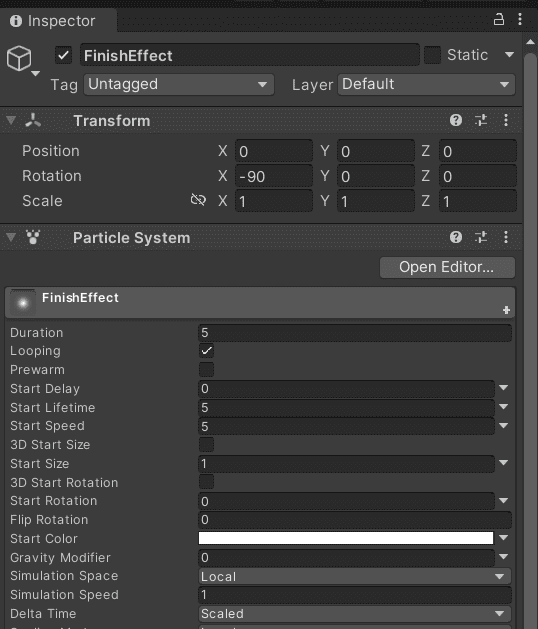 Inspector
FinishEffect Static
Tag Untagged Layer Default
Transform
Position X 0 Y 0 Z 0
Rotation X -90 Y 0 Z 0
Scale X 1 Y 1 Z 1
Particle System
Open Editor...
FinishEffect
Duration 5
Looping
Prewarm
Start Delay 0
Start Lifetime 5
Start Speed 5
3D Start Size
Start Size 1
3D Start Rotation
Start Rotation 0
Flip Rotation 0
Start Color
Gravity Modifier 0
Simulation Space Local
Simulation Speed 1
Delta Time Scaled